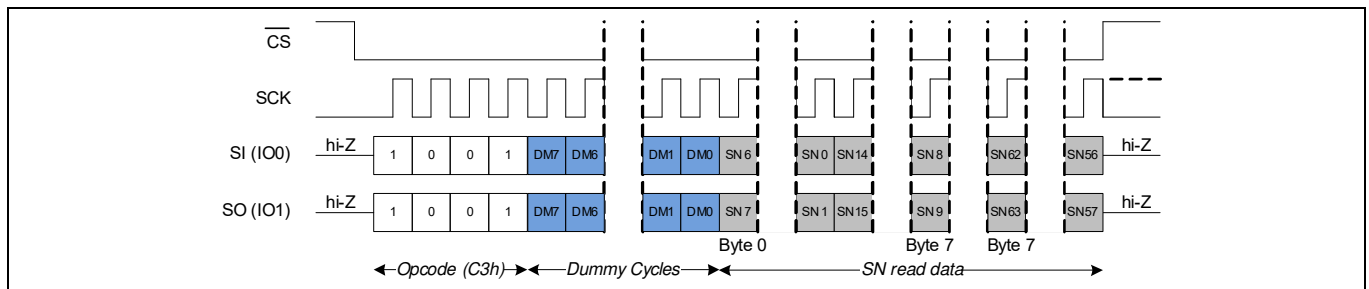 CS
SCK
SI (IO0) hi-Z 1 0 0 1 DM7 DM6 DM1 DM0 SN 6 SN 0 SN14 SN 8 SN62 SN56 hi-Z
SO (IO1) hi-Z 1 0 0 1 DM7 DM6 DM1 DM0 SN 7 SN 1 SN15 SN 9 SN63 SN57 hi-Z
Byte 0 Byte 7 Byte 7
Opcode (C3h) Dummy Cycles SN read data